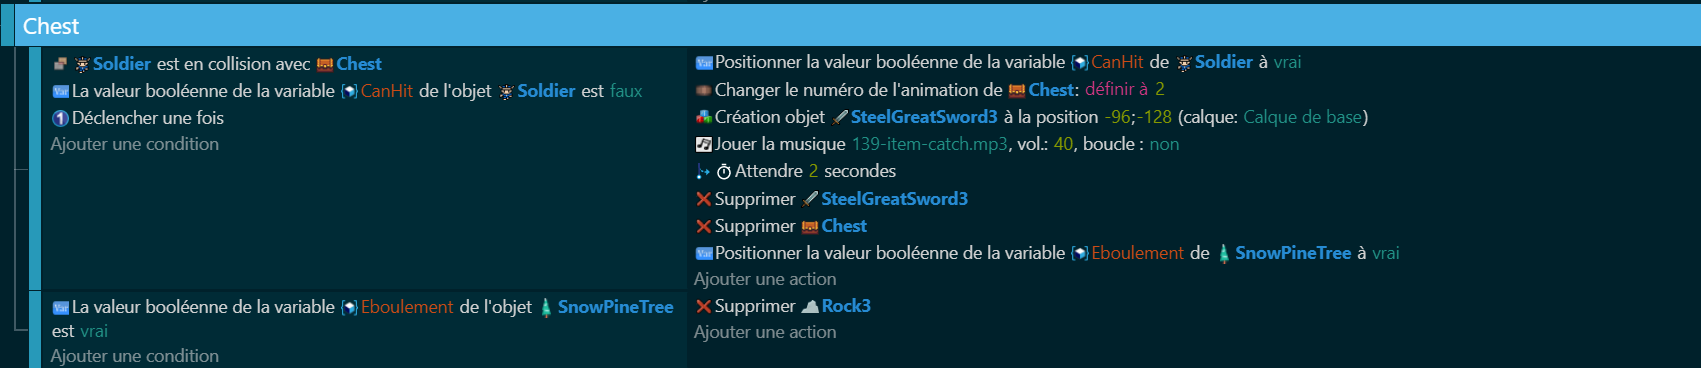 Chest
Soldier est en collision avec Chest
Var La valeur booléenne de la variable CanHit de l'objet Soldier est faux
1 Déclencher une fois
Ajouter une condition
Var Positionner la valeur booléenne de la variable CanHit de Soldier à vrai
Changer le numéro de l'animation de Chest: définir à 2
Création objet SteelGreatSword3 à la position -96;-128 (calque: Calque de base)
Jouer la musique 139-item-catch.mp3, vol.: 40, boucle : non
Attendre 2 secondes
Supprimer SteelGreatSword3
Supprimer Chest
Var Positionner la valeur booléenne de la variable Eboulement de SnowPineTree à vrai
Ajouter une action
Var La valeur booléenne de la variable Eboulement de l'objet SnowPineTree
est vrai
Ajouter une condition
Supprimer Rock3
Ajouter une action